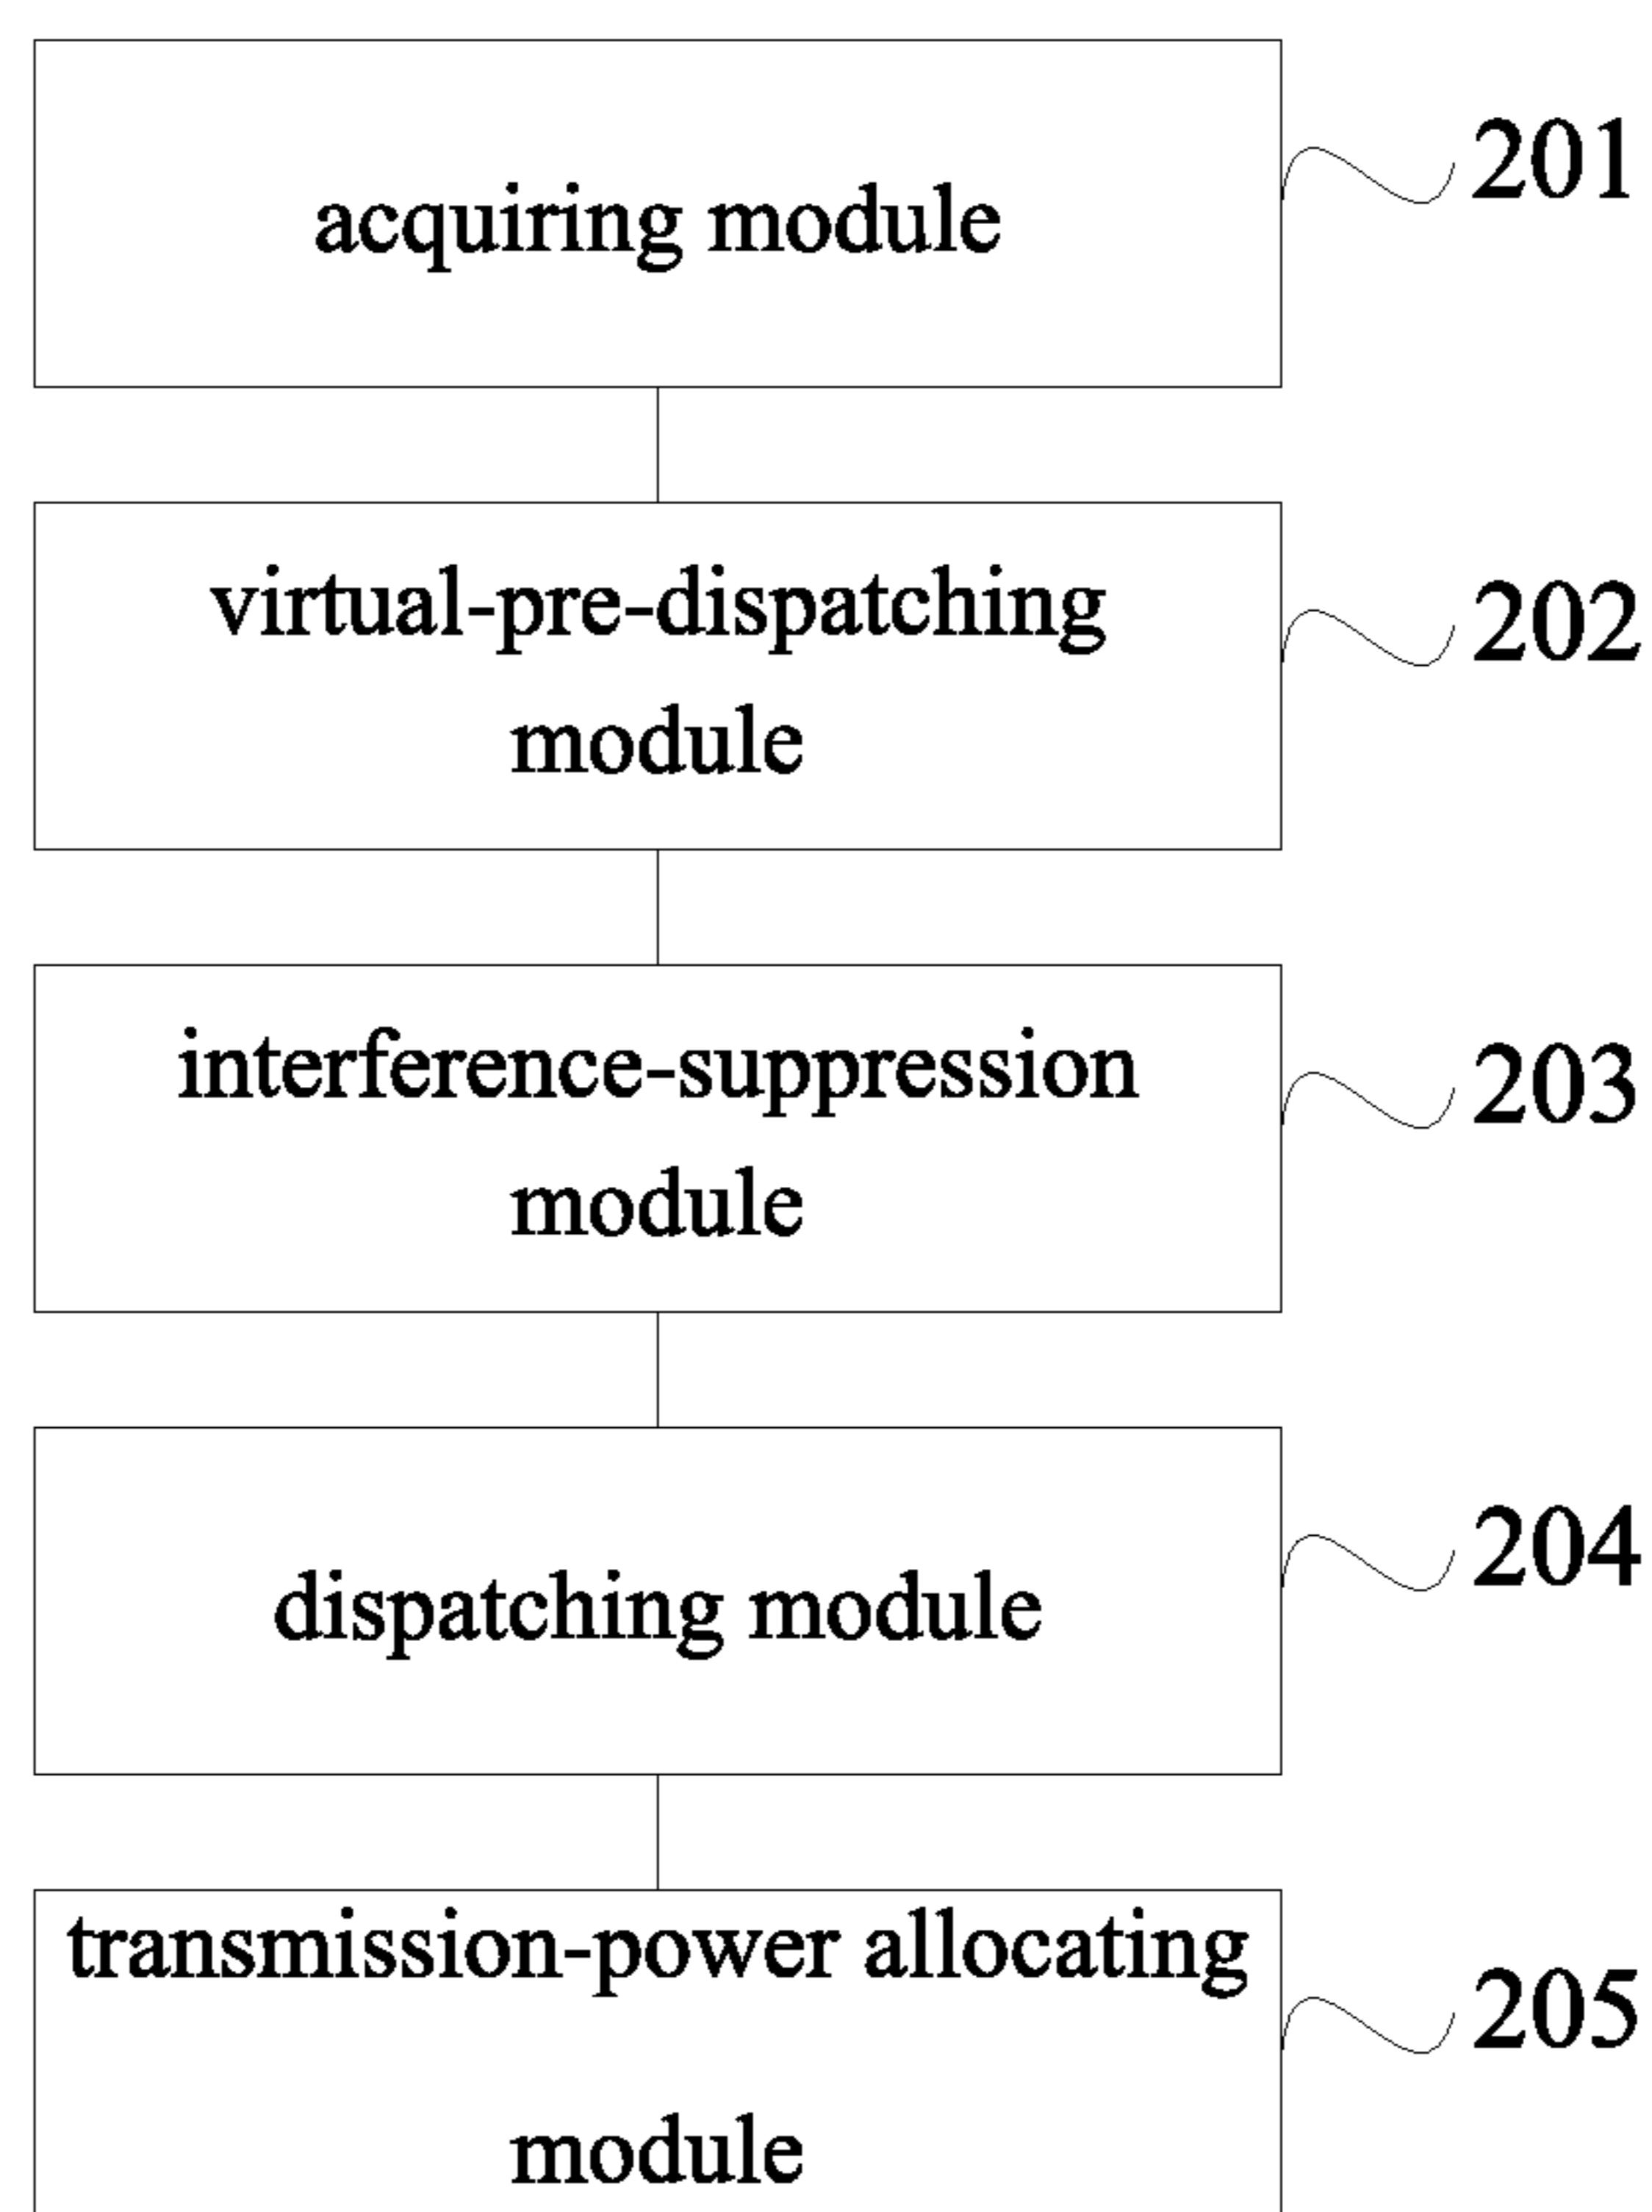 acquiring module
201
virtual-pre-dispatching
module
202
interference-suppression
module
203
dispatching module
204
transmission-power allocating
module
205